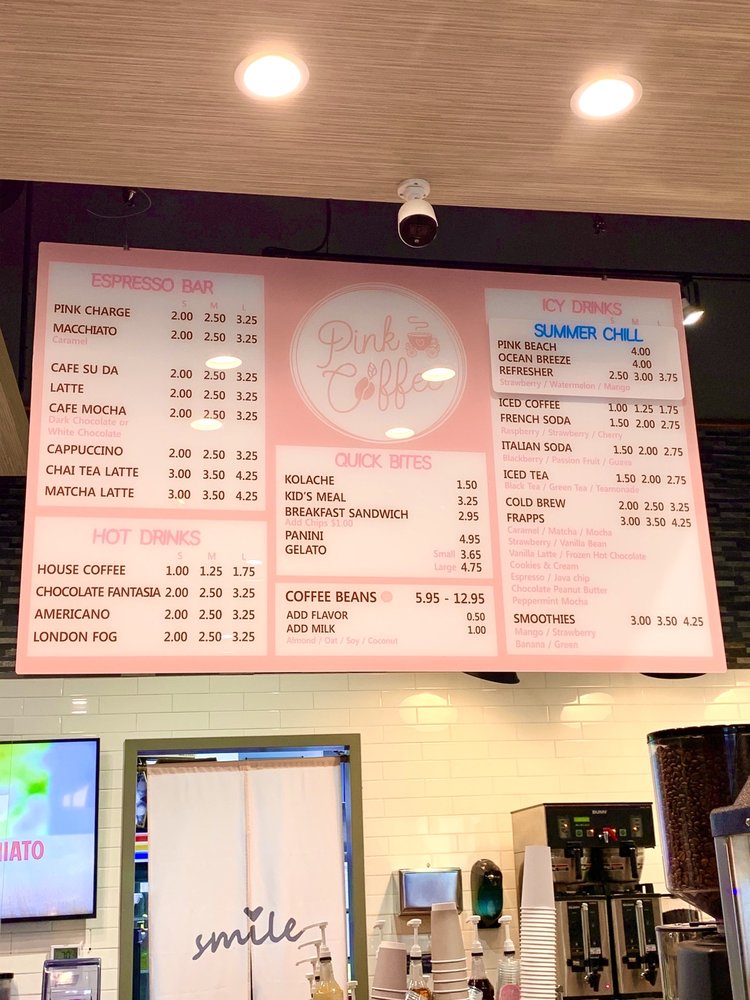 ESPRESSO BAR
S M L
PINK CHARGE 2.00 2.50 3.25
MACCHIATO 2.00 2.50 3.25
Caramel
CAFE SU DA 2.00 2.50 3.25
LATTE 2.00 2.50 3.25
CAFE MOCHA 2.00 2.50 3.25
Dark Chocolate or
White Chocolate
CAPPUCCINO 2.00 2.50 3.25
CHAI TEA LATTE 3.00 3.50 4.25
MATCHA LATTE 3.00 3.50 4.25
HOT DRINKS
S M L
HOUSE COFFEE 1.00 1.25 1.75
CHOCOLATE FANTASIA 2.00 2.50 3.25
AMERICANO 2.00 2.50 3.25
LONDON FOG 2.00 2.50 3.25
Pink
Coffee
QUICK BITES
KOLACHE 1.50
KID'S MEAL 3.25
BREAKFAST SANDWICH 2.95
Add Chips $1.00
PANINI 4.95
GELATO Small 3.65
Large 4.75
COFFEE BEANS 5.95 - 12.95
ADD FLAVOR 0.50
ADD MILK 1.00
Almond / Oat / Soy / Coconut
ICY DRINKS
S M L
SUMMER CHILL
PINK BEACH 4.00
OCEAN BREEZE 4.00
REFRESHER 2.50 3.00 3.75
Strawberry / Watermelon / Mango
ICED COFFEE 1.00 1.25 1.75
FRENCH SODA 1.50 2.00 2.75
Raspberry / Strawberry / Cherry
ITALIAN SODA 1.50 2.00 2.75
Blackberry / Passion Fruit / Guava
ICED TEA 1.50 2.00 2.75
Black Tea / Green Tea / Teamonade
COLD BREW 2.00 2.50 3.25
FRAPPS 3.00 3.50 4.25
Caramel / Matcha / Mocha
Strawberry / Vanilla Bean
Vanilla Latte / Frozen Hot Chocolate
Cookies & Cream
Espresso / Java chip
Chocolate Peanut Butter
Peppermint Mocha
SMOOTHIES 3.00 3.50 4.25
Mango / Strawberry
Banana / Green
IATO
smile
BUNN